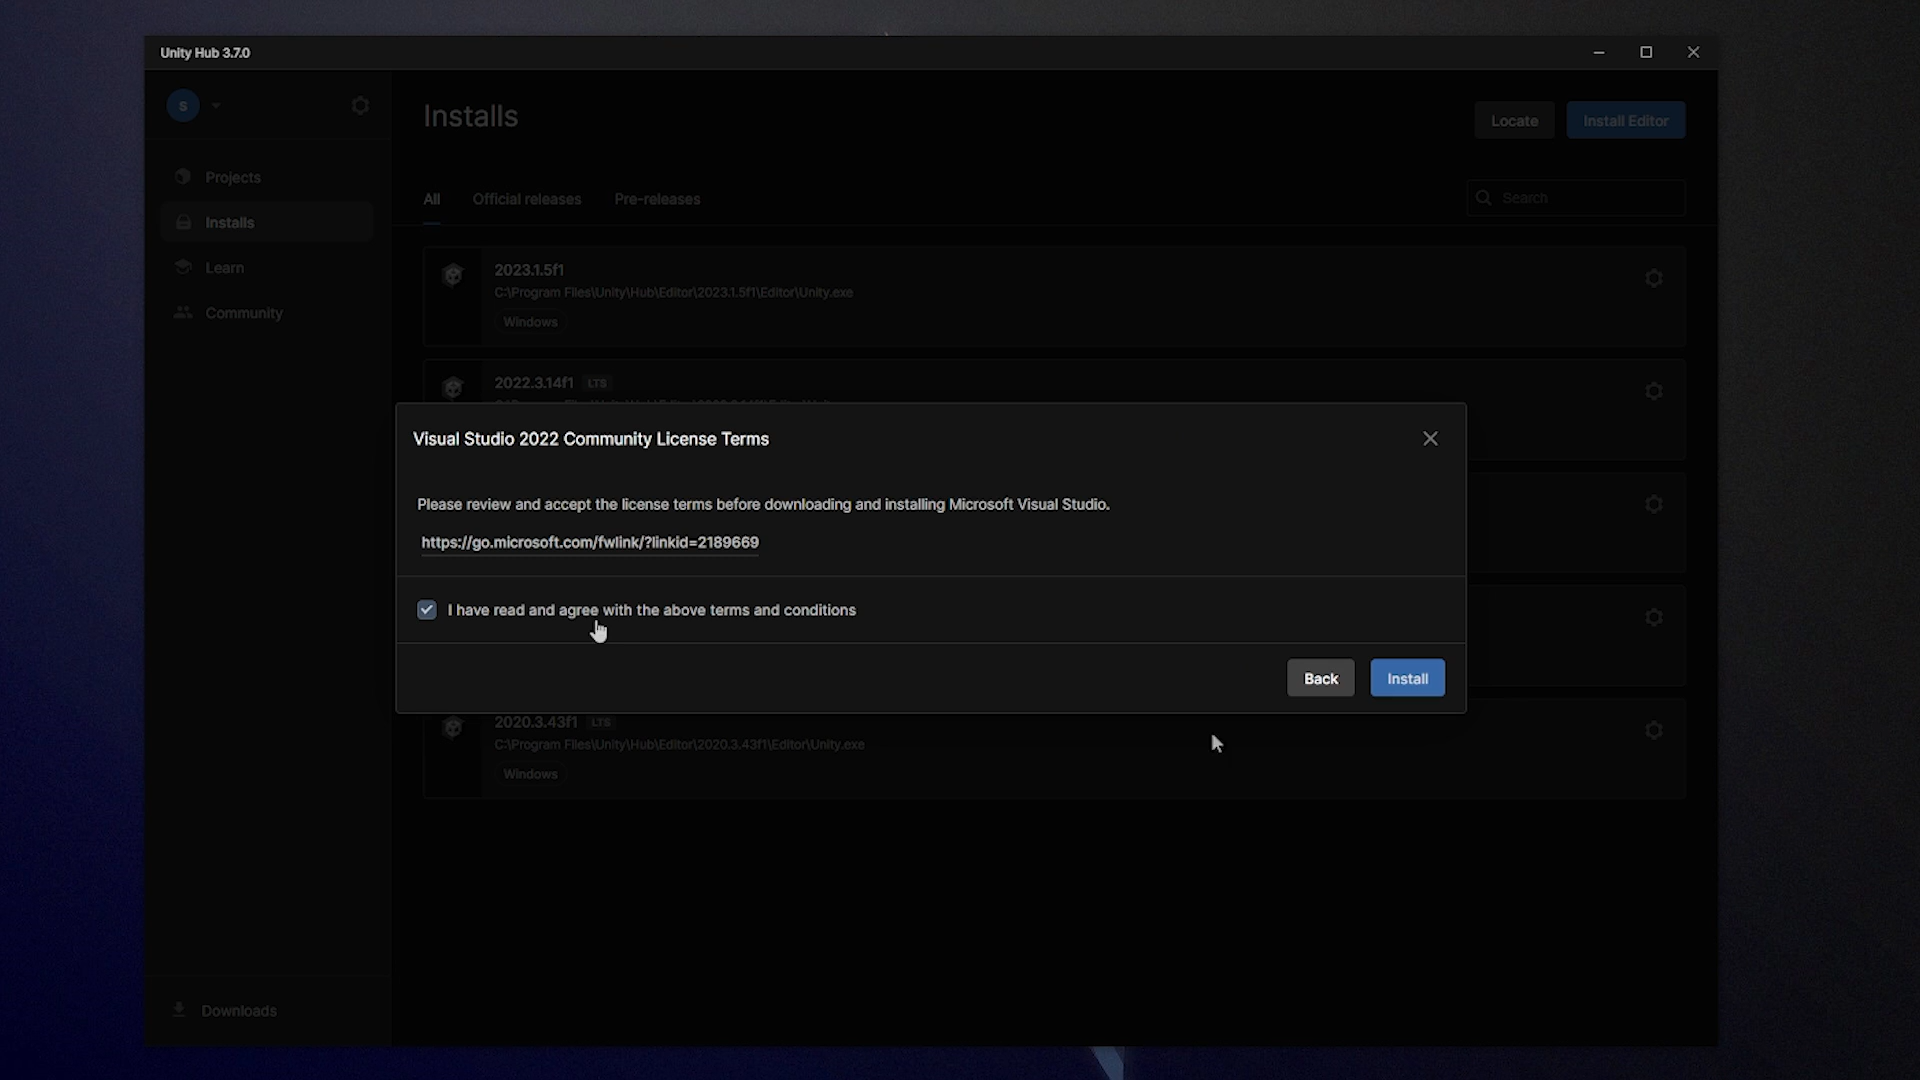 Unity Hub 3.7.0
S
Installs
Locate
Install Editor
Projects
Installs
Learn
Community
All
Official releases
Pre-releases
Search
2023.1.5f1
C:\Program Files\Unity\Hub\Editor\2023.1.5f1\Editor\Unity.exe
Windows
2022.3.14f1 LTS
Visual Studio 2022 Community License Terms
Please review and accept the license terms before downloading and installing Microsoft Visual Studio.
https://go.microsoft.com/fwlink/?linkid=2189669
I have read and agree with the above terms and conditions
Back
Install
2020.3.43f1 LTS
C:\Program Files\Unity\Hub\Editor\2020.3.43f1\Editor\Unity.exe
Windows
Downloads